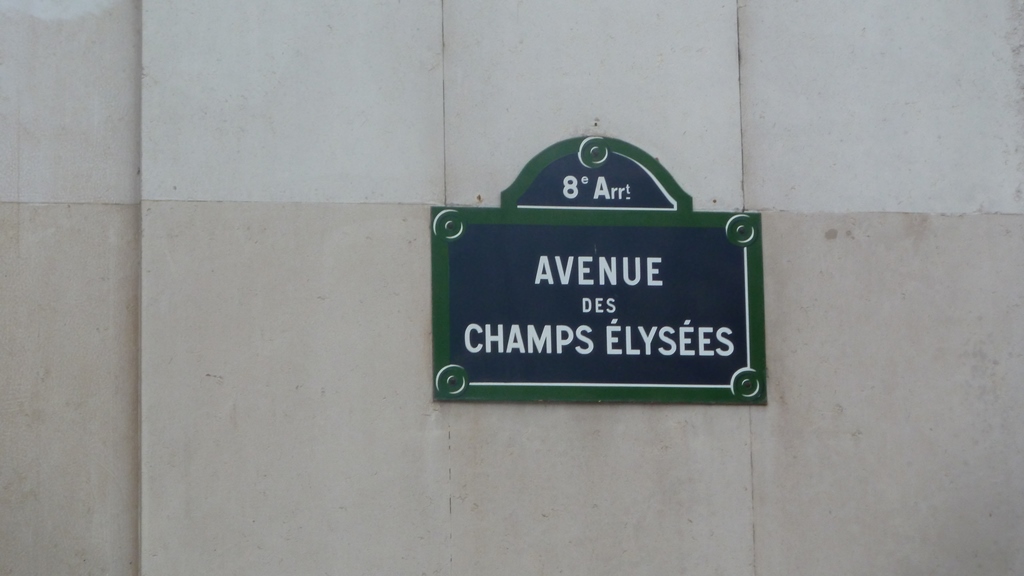 8e Arrt.
AVENUE
DES
CHAMPS ÉLYSÉES